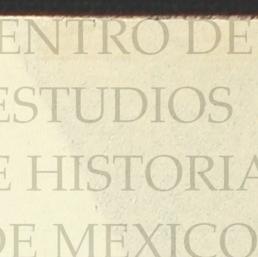 ENTRO DE
ESTUDIOS
E HISTORIA
DE MEXICO